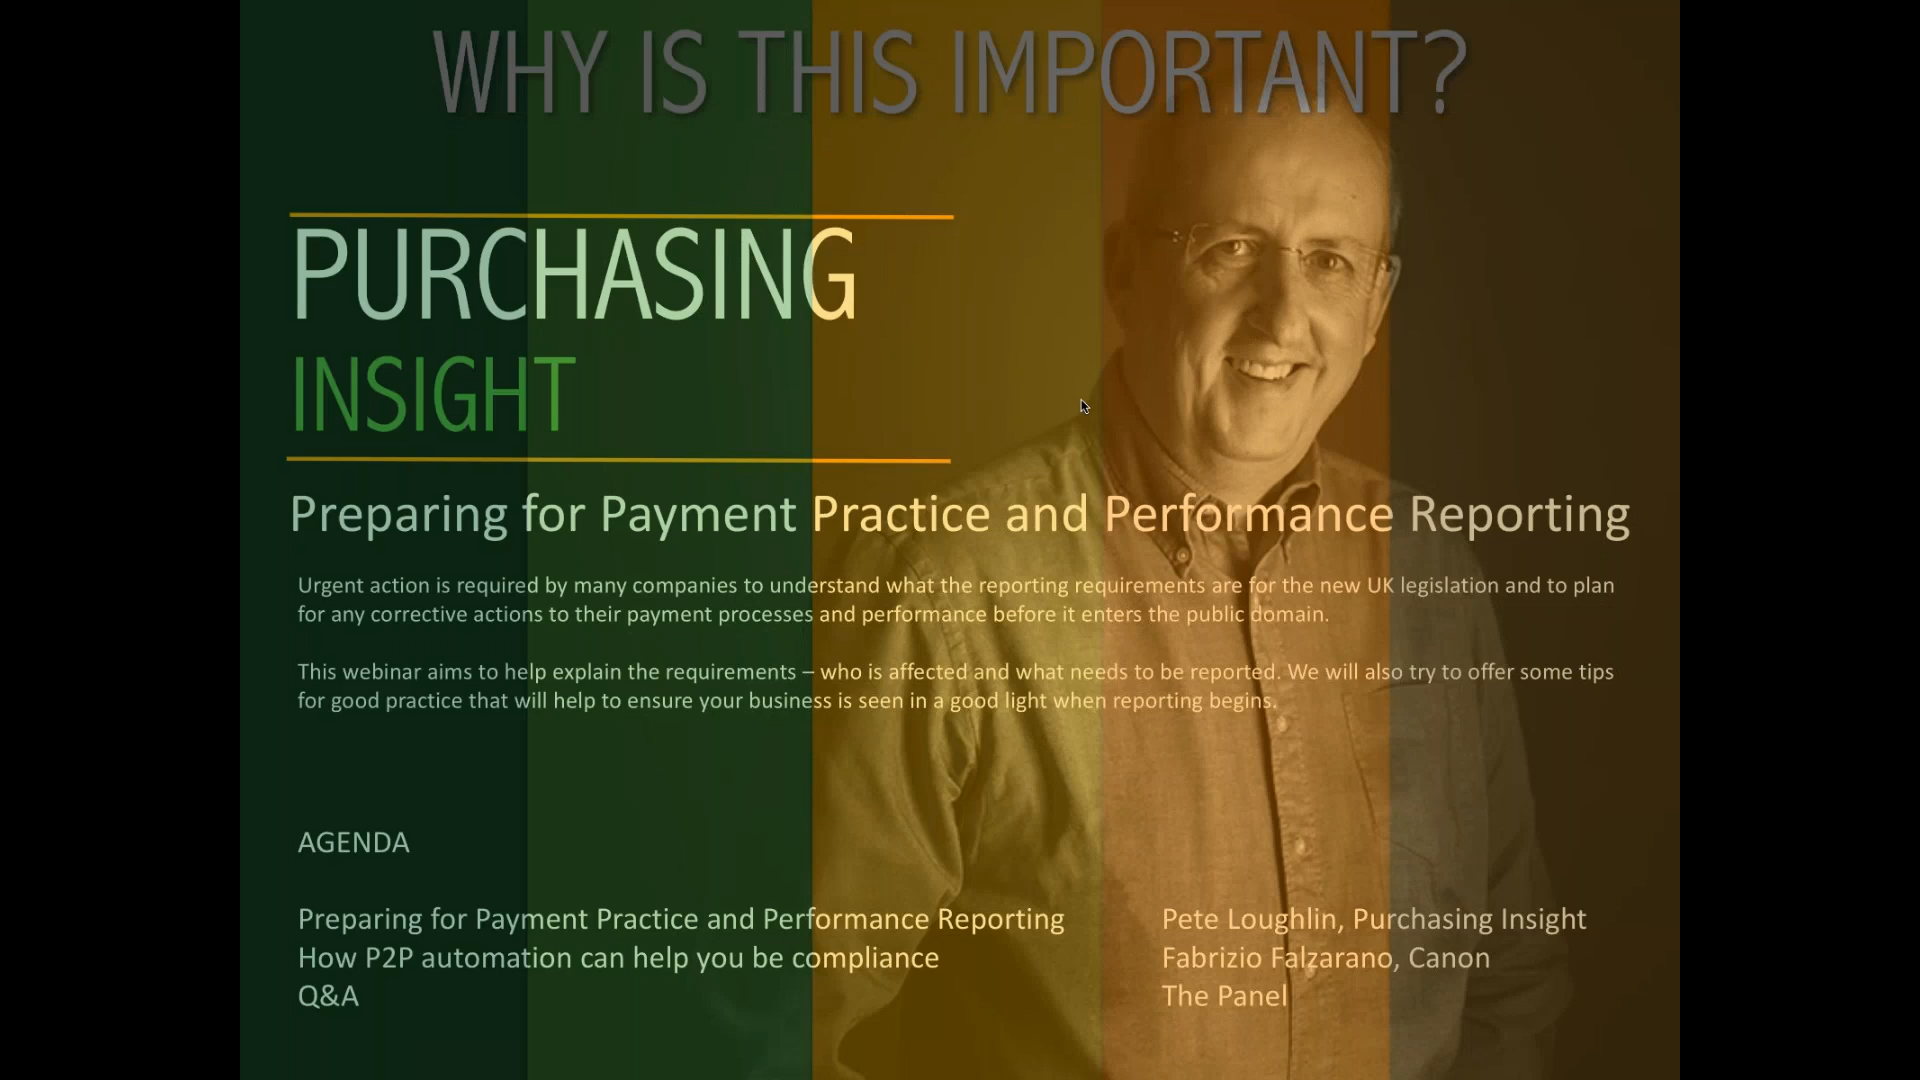 WHY IS THIS IMPORTANT?
PURCHASING
INSIGHT
Preparing for Payment Practice and Performance Reporting
Urgent action is required by many companies to understand what the reporting requirements are for the new UK legislation and to plan
for any corrective actions to their payment processes and performance before it enters the public domain.
This webinar aims to help explain the requirements – who is affected and what needs to be reported. We will also try to offer some tips
for good practice that will help to ensure your business is seen in a good light when reporting begins.
AGENDA
Preparing for Payment Practice and Performance Reporting Pete Loughlin, Purchasing Insight
How P2P automation can help you be compliance Fabrizio Falzarano, Canon
Q&A The Panel